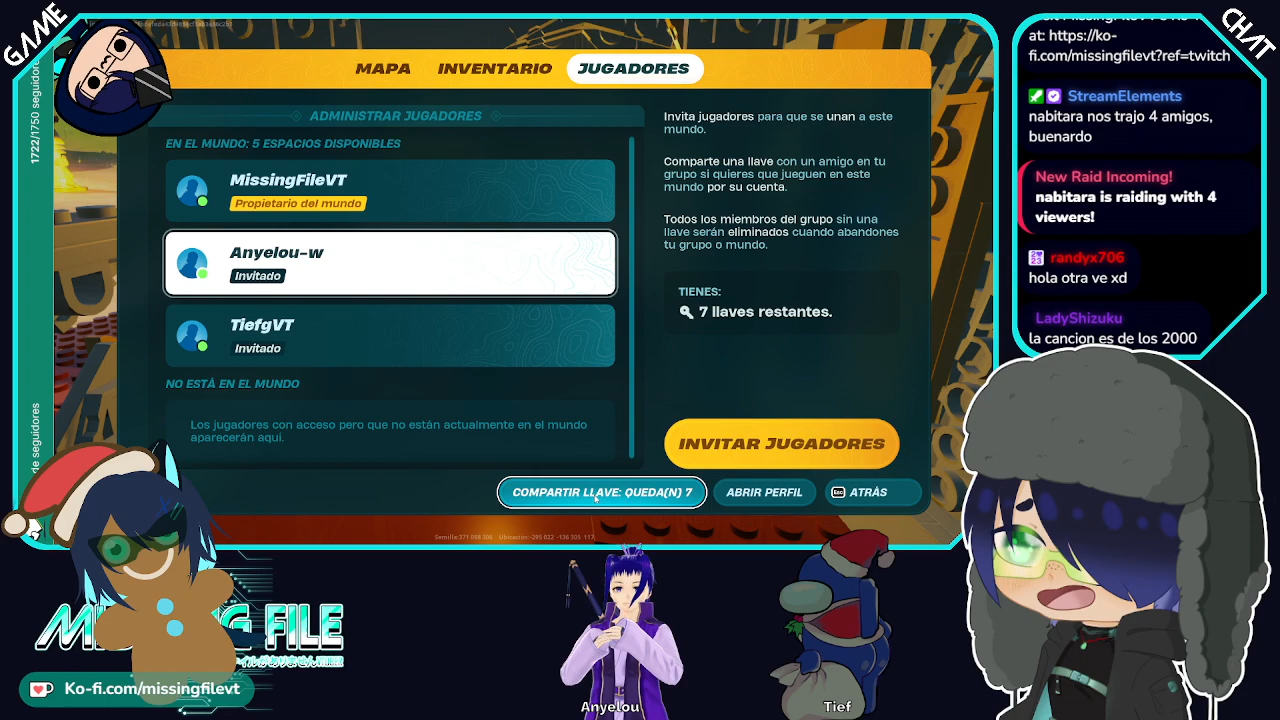 GAME
CHAT
MAPA
INVENTARIO
JUGADORES
1722/1750 seguidores
de seguidores
ADMINISTRAR JUGADORES
EN EL MUNDO: 5 ESPACIOS DISPONIBLES
MissingFileVT
Propietario del mundo
Anyelou-w
Invitado
TiefgVT
Invitado
NO ESTÁ EN EL MUNDO
Los jugadores con acceso pero que no están actualmente en el mundo
aparecerán aquí.
Invita jugadores para que se unan a este
mundo.
Comparte una llave con un amigo en tu
grupo si quieres que jueguen en este
mundo por su cuenta.
Todos los miembros del grupo sin una
llave serán eliminados cuando abandones
tu grupo o mundo.
TIENES:
7 llaves restantes.
INVITAR JUGADORES
COMPARTIR LLAVE: QUEDA(N) 7
ABRIR PERFIL
Esc
ATRÁS
at: https://ko-
fi.com/missingfilevt?ref=twitch
StreamElements
nabitara nos trajo 4 amigos,
buenardo
New Raid Incoming!
nabitara is raiding with 4
viewers!
randyx706
hola otra ve xd
LadyShizuku
la cancion es de los 2000
FILE
Ko-fi.com/missingfilevt
Anyelou
Tief